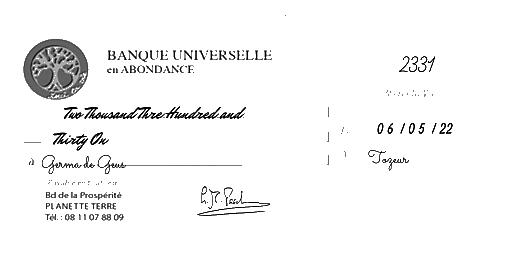 BANQUE UNIVERSELLE
en ABONDANCE
2331
Two Thousand Three Hundred and
Thirty On
06/05/22
à Germa de Geus
Tozeur
Bd de la Prospérité
PLANETTE TERRE
Tél. : 08 11 07 88 09